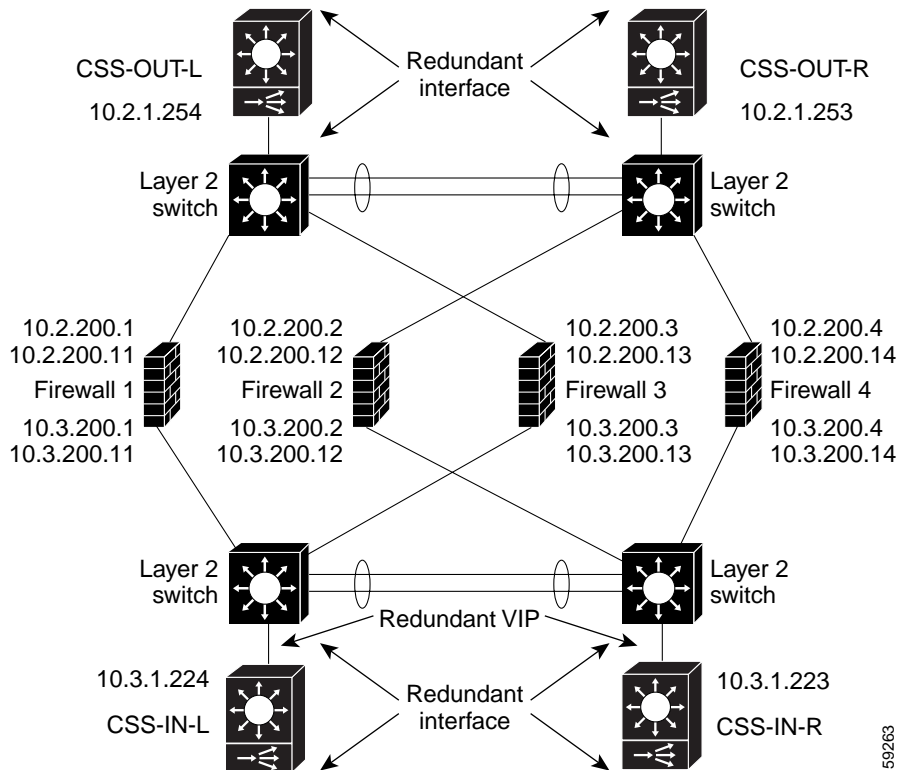 CSS-OUT-L
10.2.1.254
Redundant
interface
CSS-OUT-R
10.2.1.253
Layer 2
switch
Layer 2
switch
10.2.200.1
10.2.200.11
Firewall 1
10.3.200.1
10.3.200.11
10.2.200.2
10.2.200.12
Firewall 2
10.3.200.2
10.3.200.12
10.2.200.3
10.2.200.13
Firewall 3
10.3.200.3
10.3.200.13
10.2.200.4
10.2.200.14
Firewall 4
10.3.200.4
10.3.200.14
Layer 2
switch
Layer 2
switch
Redundant VIP
10.3.1.224
CSS-IN-L
Redundant
interface
10.3.1.223
CSS-IN-R
59263